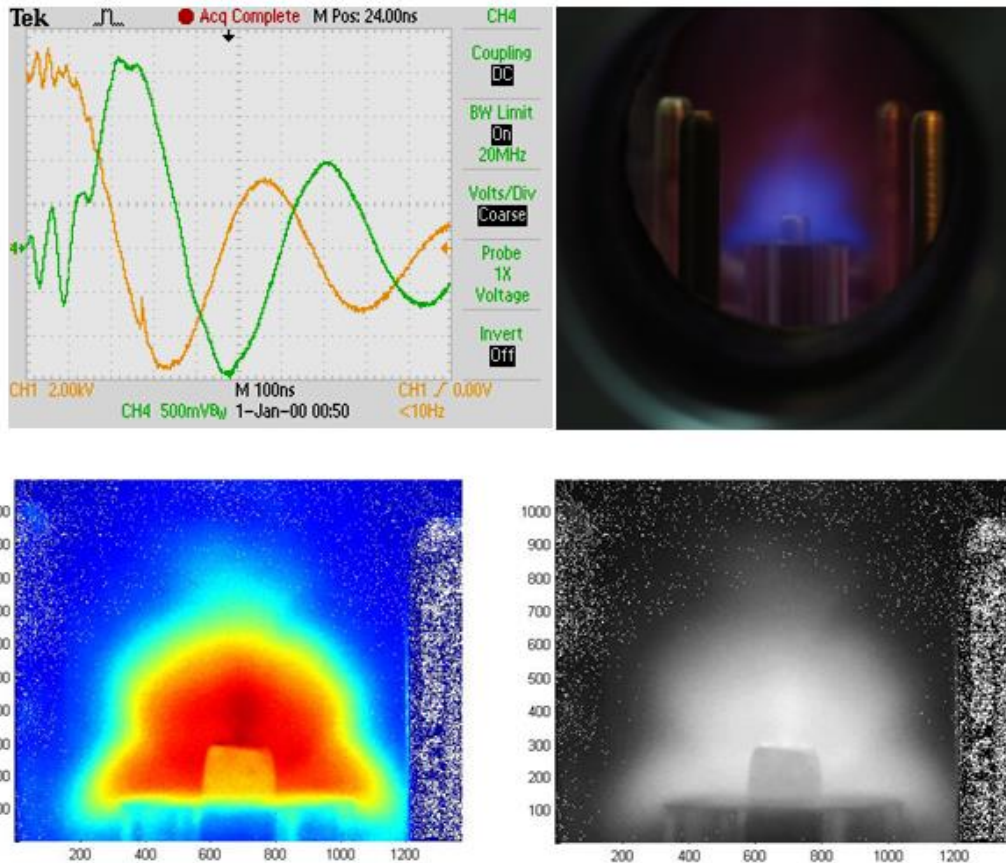 Tek Acq Complete M Pos: 24.00ns CH4
Coupling
DC
BW Limit
On
20MHz
Volts/Div
Coarse
Probe
1X
Voltage
Invert
Off
4
CH1 2.00kV M 100ns CH1 0.00V
CH4 500mVBw 1-Jan-00 00:50 <10Hz
1000
900
800
700
600
500
400
300
200
100
200 400 600 800 1000 1200
200 400 600 800 1000 1200